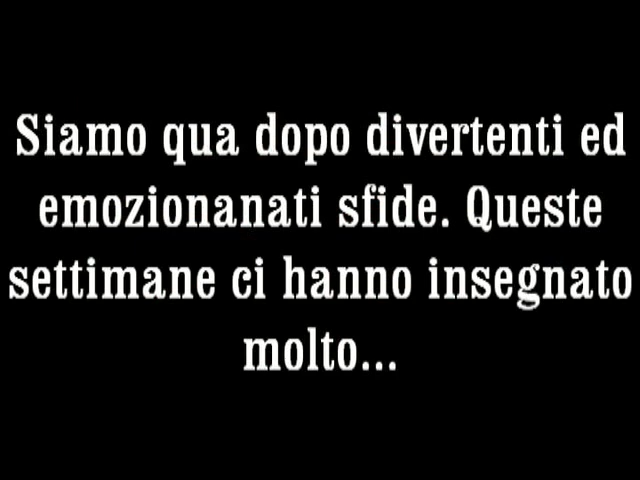 Siamo qua dopo divertenti ed
emozionanati sfide. Queste
settimane ci hanno insegnato
molto...